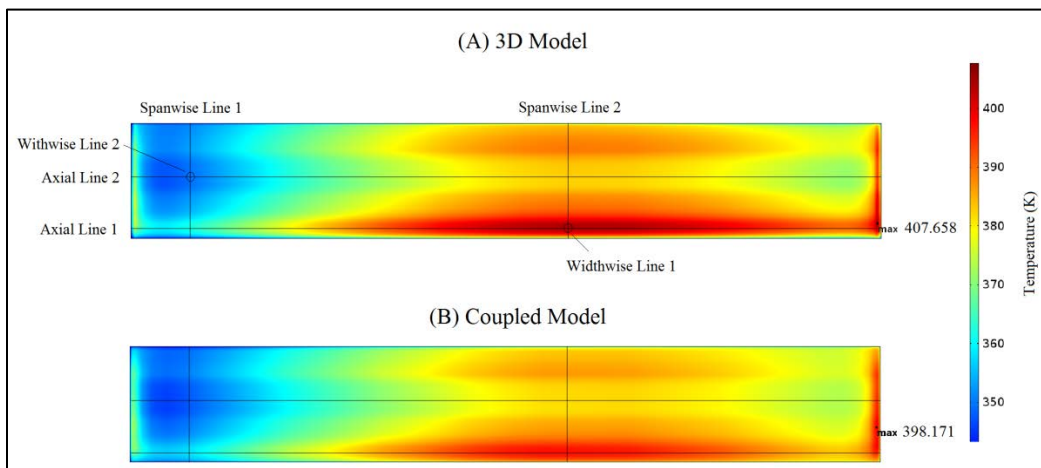 (A) 3D Model
Spanwise Line 1
Spanwise Line 2
Withwise Line 2
Axial Line 2
Axial Line 1
max 407.658
Widthwise Line 1
(B) Coupled Model
max 398.171
400
390
380
370
360
350
Temperature (K)